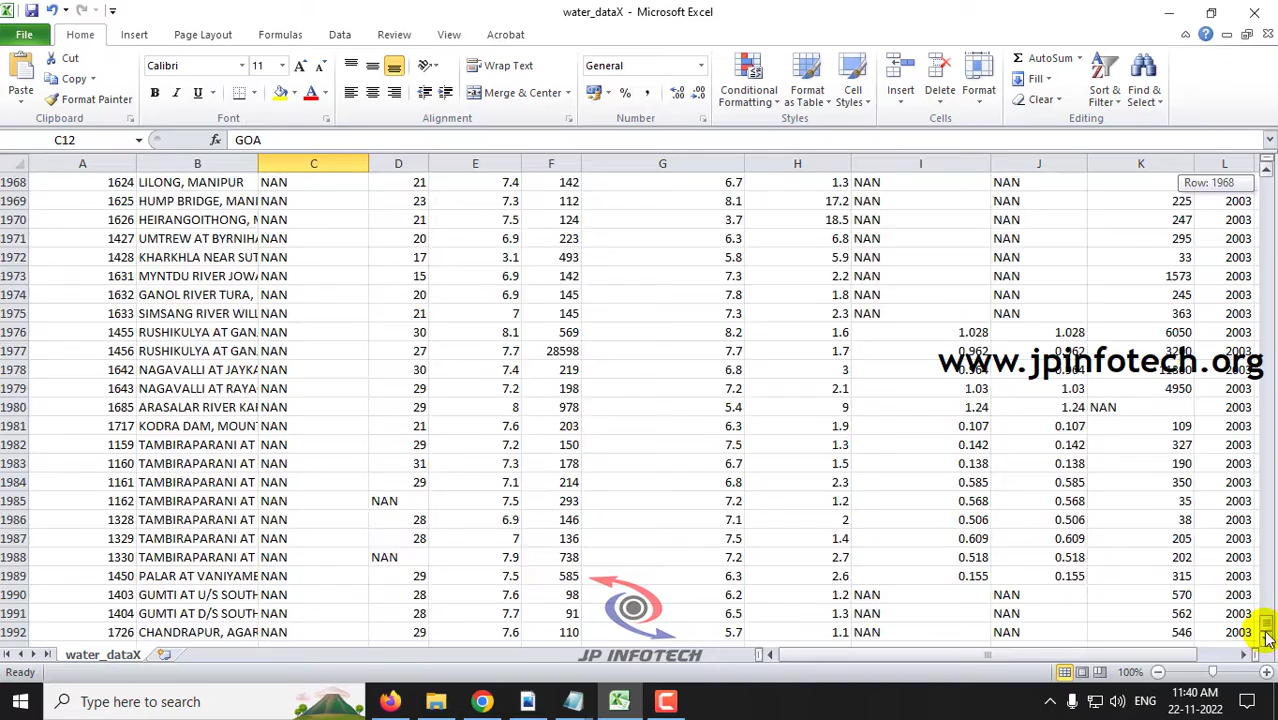 water_dataX - Microsoft Excel
File Home Insert Page Layout Formulas Data Review View Acrobat
Paste Cut Copy Format Painter Clipboard
Calibri 11 B I U A Font
Wrap Text Merge & Center Alignment
General % , Number
Conditional Formatting Format as Table Cell Styles Styles
Insert Delete Format Cells
Σ AutoSum Fill Clear Sort & Filter Find & Select Editing
C12 fx GOA
A B C D E F G H I J K L
1968 1624 LILONG, MANIPUR NAN 21 7.4 142 6.7 1.3 NAN NAN Row: 1968
1969 1625 HUMP BRIDGE, MANI NAN 23 7.3 112 8.1 17.2 NAN NAN 225 2003
1970 1626 HEIRANGOITHONG, M NAN 21 7.5 124 3.7 18.5 NAN NAN 247 2003
1971 1427 UMTREW AT BYRNIHA NAN 20 6.9 223 6.3 6.8 NAN NAN 295 2003
1972 1428 KHARKHLA NEAR SUT NAN 17 3.1 493 5.8 5.9 NAN NAN 33 2003
1973 1631 MYNTDU RIVER JOWA NAN 15 6.9 142 7.3 2.2 NAN NAN 1573 2003
1974 1632 GANOL RIVER TURA, NAN 20 6.9 145 7.8 1.8 NAN NAN 245 2003
1975 1633 SIMSANG RIVER WILL NAN 21 7 145 7.3 2.3 NAN NAN 363 2003
1976 1455 RUSHIKULYA AT GAN NAN 30 8.1 569 8.2 1.6 1.028 1.028 6050 2003
1977 1456 RUSHIKULYA AT GAN NAN 27 7.7 28598 7.7 1.7 0.962 0.962 2003
www.jpinfotech.org
1978 1642 NAGAVALLI AT JAYKA NAN 30 7.4 219 6.8 3 2003
1979 1643 NAGAVALLI AT RAYA NAN 29 7.2 198 7.2 2.1 1.03 1.03 4950 2003
1980 1685 ARASALAR RIVER KAR NAN 29 8 978 5.4 9 1.24 1.24 NAN 2003
1981 1717 KODRA DAM, MOUNT NAN 21 7.6 203 6.3 1.9 0.107 0.107 109 2003
1982 1159 TAMBIRAPARANI AT NAN 29 7.2 150 7.5 1.3 0.142 0.142 327 2003
1983 1160 TAMBIRAPARANI AT NAN 31 7.3 178 6.7 1.5 0.138 0.138 190 2003
1984 1161 TAMBIRAPARANI AT NAN 29 7.1 214 6.8 2.3 0.585 0.585 350 2003
1985 1162 TAMBIRAPARANI AT NAN NAN 7.5 293 7.2 1.2 0.568 0.568 35 2003
1986 1328 TAMBIRAPARANI AT NAN 28 6.9 146 7.1 2 0.506 0.506 38 2003
1987 1329 TAMBIRAPARANI AT NAN 28 7 136 7.5 1.4 0.609 0.609 205 2003
1988 1330 TAMBIRAPARANI AT NAN NAN 7.9 738 7.2 2.7 0.518 0.518 202 2003
1989 1450 PALAR AT VANIYAME NAN 29 7.5 585 6.3 2.6 0.155 0.155 315 2003
1990 1403 GUMTI AT U/S SOUTH NAN 28 7.6 98 6.2 1.2 NAN NAN 570 2003
1991 1404 GUMTI AT D/S SOUTH NAN 28 7.7 91 6.5 1.3 NAN NAN 562 2003
1992 1726 CHANDRAPUR, AGAR NAN 29 7.6 110 5.7 1.1 NAN NAN 546 2003
water_dataX JP INFOTECH
Ready 100%
Type here to search ENG 11:40 AM
22-11-2022